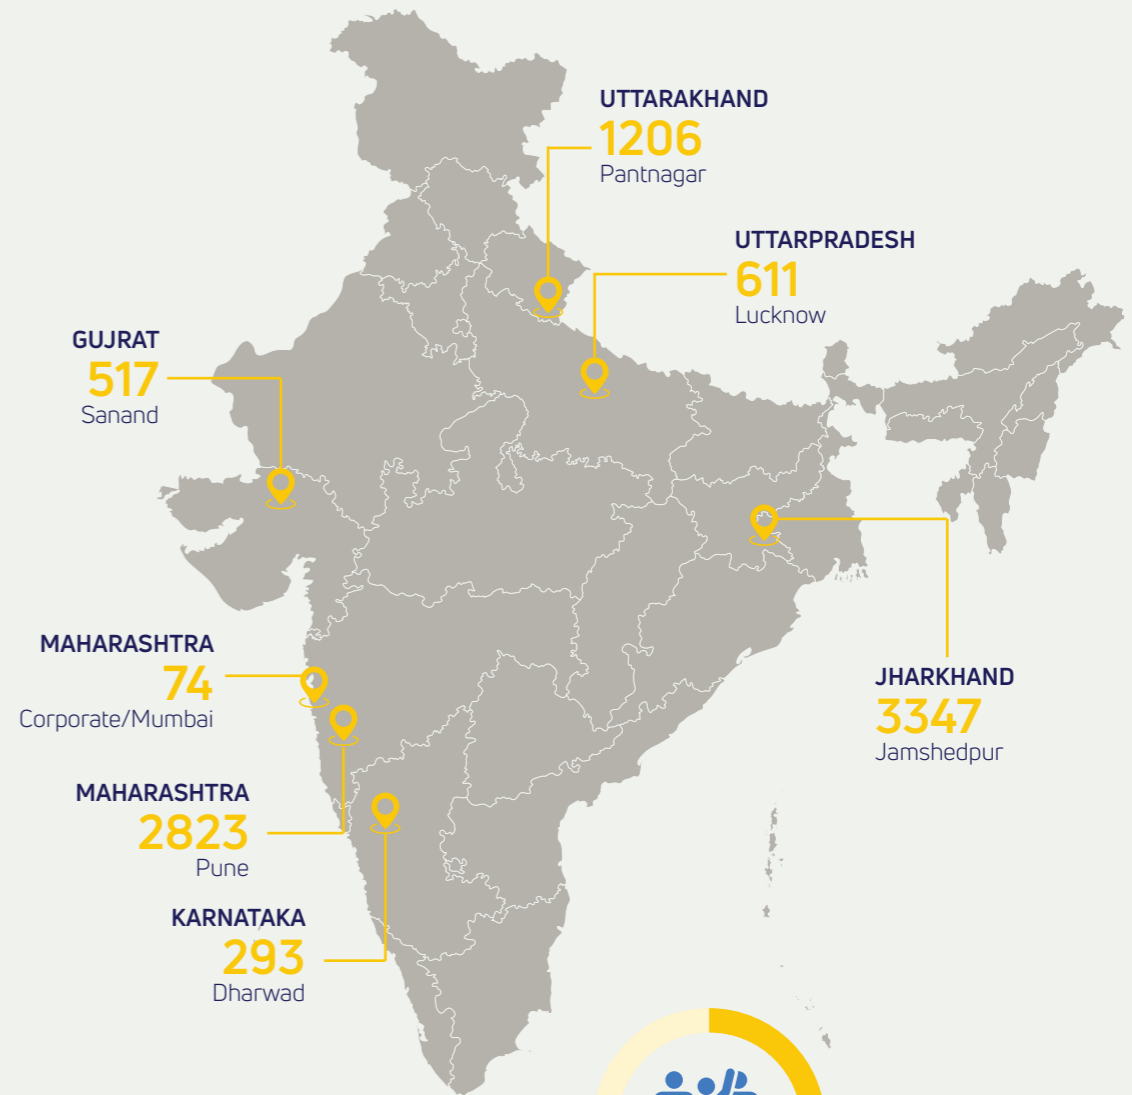 UTTARAKHAND
1206
Pantnagar
UTTARPRADESH
611
Lucknow
GUJRAT
517
Sanand
MAHARASHTRA
74
Corporate/Mumbai
JHARKHAND
3347
Jamshedpur
MAHARASHTRA
2823
Pune
KARNATAKA
293
Dharwad